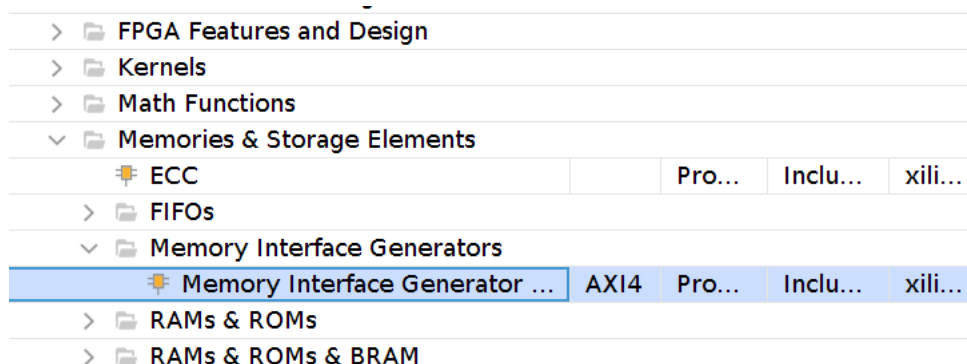 FPGA Features and Design
Kernels
Math Functions
Memories & Storage Elements
ECC Pro... Inclu... xili...
FIFOs
Memory Interface Generators
Memory Interface Generator ... AXI4 Pro... Inclu... xili...
RAMs & ROMs
RAMs & ROMs & BRAM